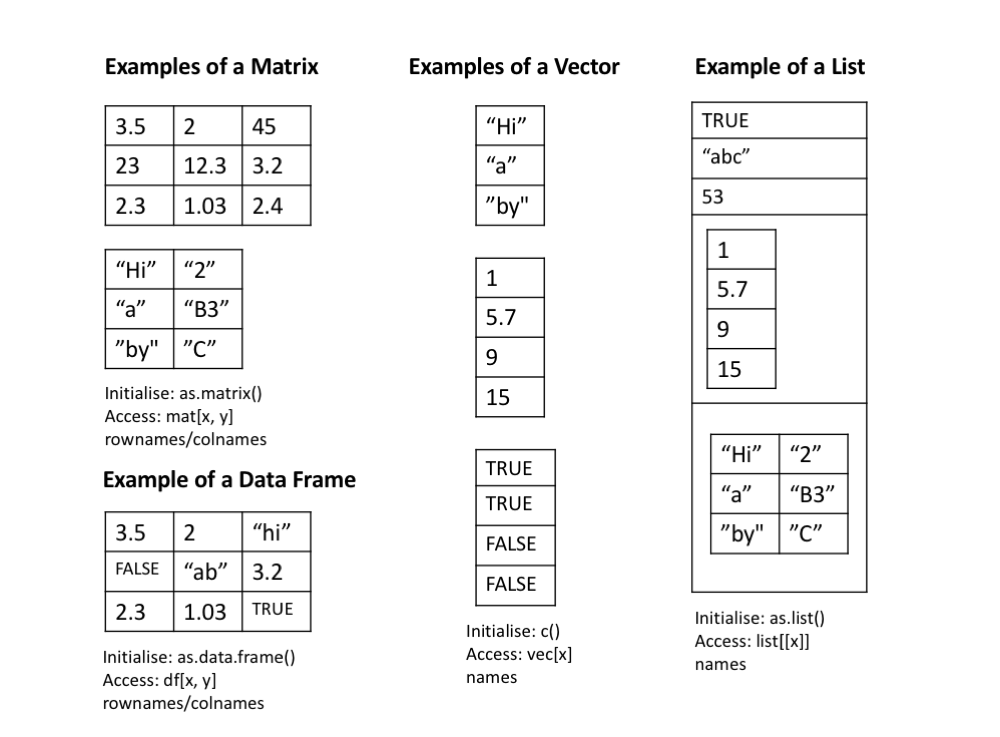 Examples of a Matrix
3.5 2 45
23 12.3 3.2
2.3 1.03 2.4
“Hi” “2”
“a” “B3”
”by" ”C”
Initialise: as.matrix()
Access: mat[x, y]
rownames/colnames
Example of a Data Frame
3.5 2 “hi”
FALSE “ab” 3.2
2.3 1.03 TRUE
Initialise: as.data.frame()
Access: df[x, y]
rownames/colnames
Examples of a Vector
“Hi”
“a”
”by"
1
5.7
9
15
TRUE
TRUE
FALSE
FALSE
Initialise: c()
Access: vec[x]
names
Example of a List
TRUE
“abc”
53
1
5.7
9
15
“Hi” “2”
“a” “B3”
”by" ”C”
Initialise: as.list()
Access: list[[x]]
names